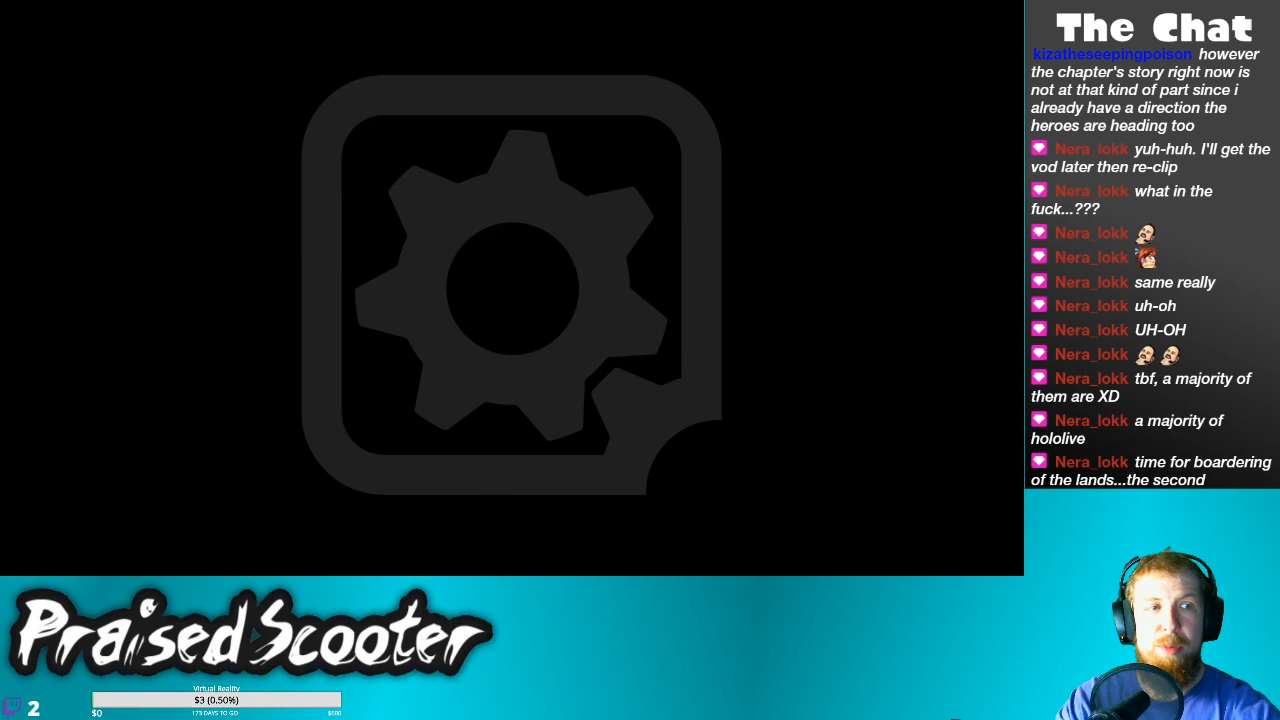 The Chat
kizatheseepingpoison however
the chapter's story right now is
not at that kind of part since i
already have a direction the
heroes are heading too
Nera_lokk yuh-huh. I'll get the
vod later then re-clip
Nera_lokk what in the
fuck...???
Nera_lokk
Nera_lokk
Nera_lokk same really
Nera_lokk uh-oh
Nera_lokk UH-OH
Nera_lokk
Nera_lokk tbf, a majority of
them are XD
Nera_lokk a majority of
hololive
Nera_lokk time for boardering
of the lands...the second
PraisedScooter
Virtual Reality
$3 (0.50%)
2
$0
173 DAYS TO GO
$600